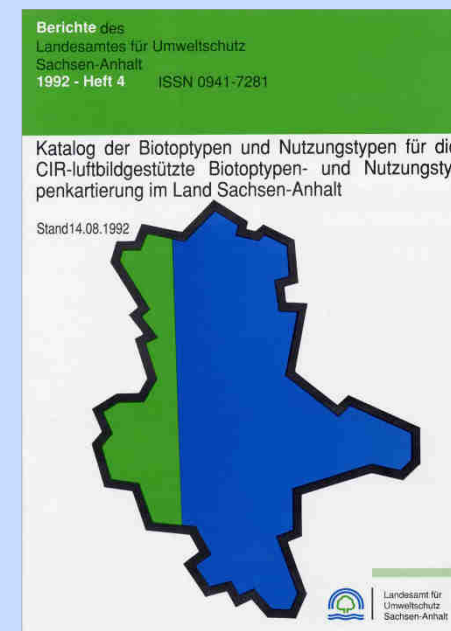 Berichte des
Landesamtes für Umweltschutz
Sachsen-Anhalt
1992 - Heft 4 ISSN 0941-7281
Katalog der Biotoptypen und Nutzungstypen für die
CIR-luftbildgestützte Biotoptypen- und Nutzungsty-
penkartierung im Land Sachsen-Anhalt
Stand14.08.1992
Landesamt für
Umweltschutz
Sachsen-Anhalt